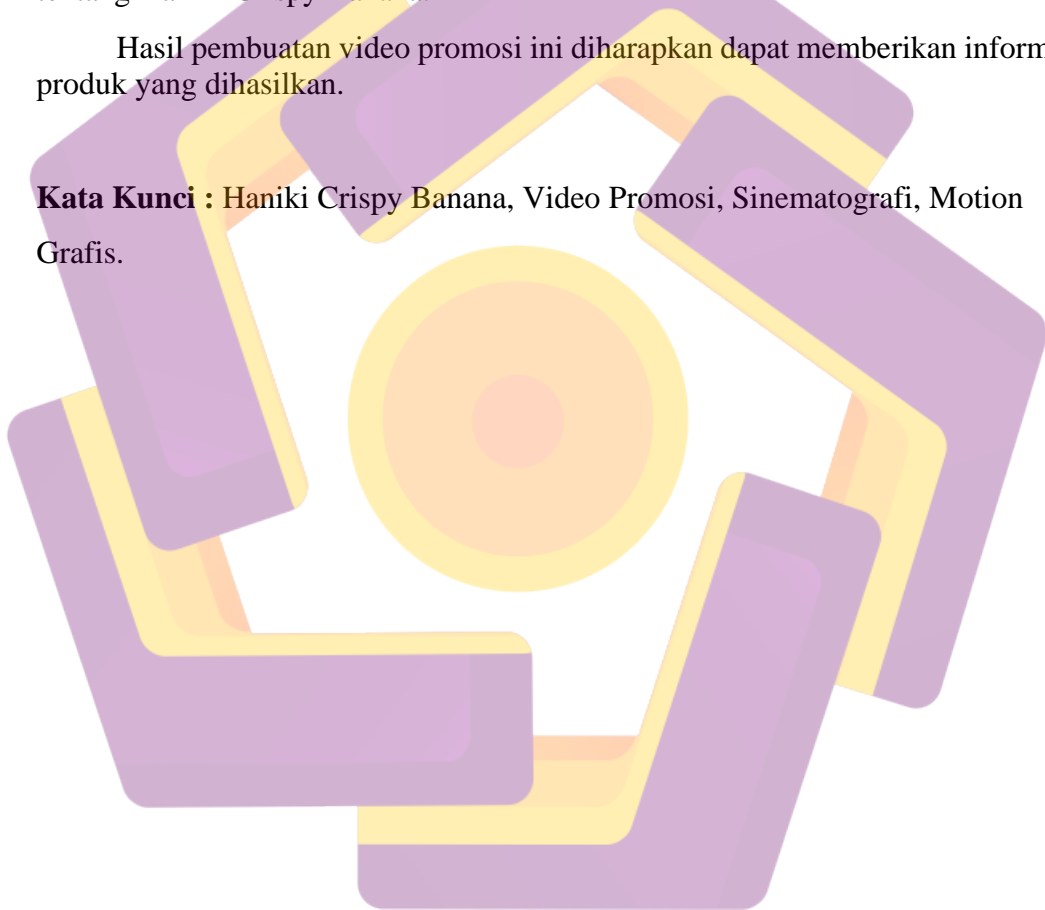 Hasil pembuatan video promosi ini diharapkan dapat memberikan inform
produk yang dihasilkan.
Kata Kunci : Haniki Crispy Banana, Video Promosi, Sinematografi, Motion
Grafis.